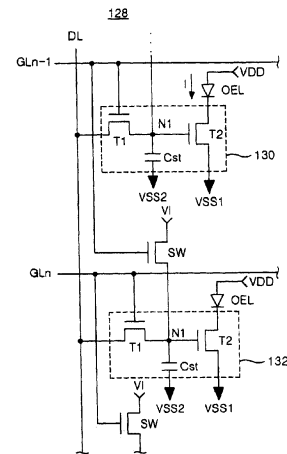 128
DL
GLn-1
VDD
I
OEL
N1
T1
T2
Cst
130
VSS2
VSS1
VI
SW
GLn
VDD
OEL
N1
T1
T2
Cst
132
VI
VSS2
VSS1
SW